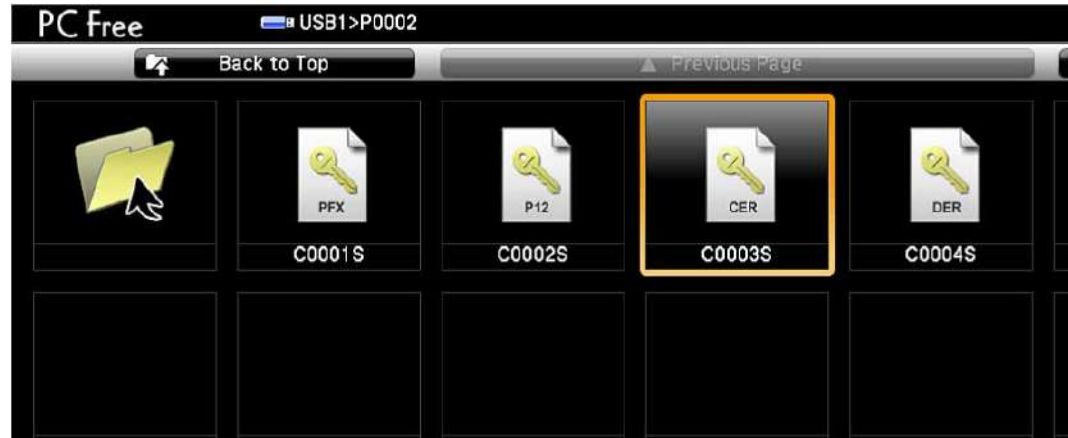 PC Free
USB1>P0002
Back to Top
▲ Previous Page
PFX
P12
CER
DER
C0001S
C0002S
C0003S
C0004S